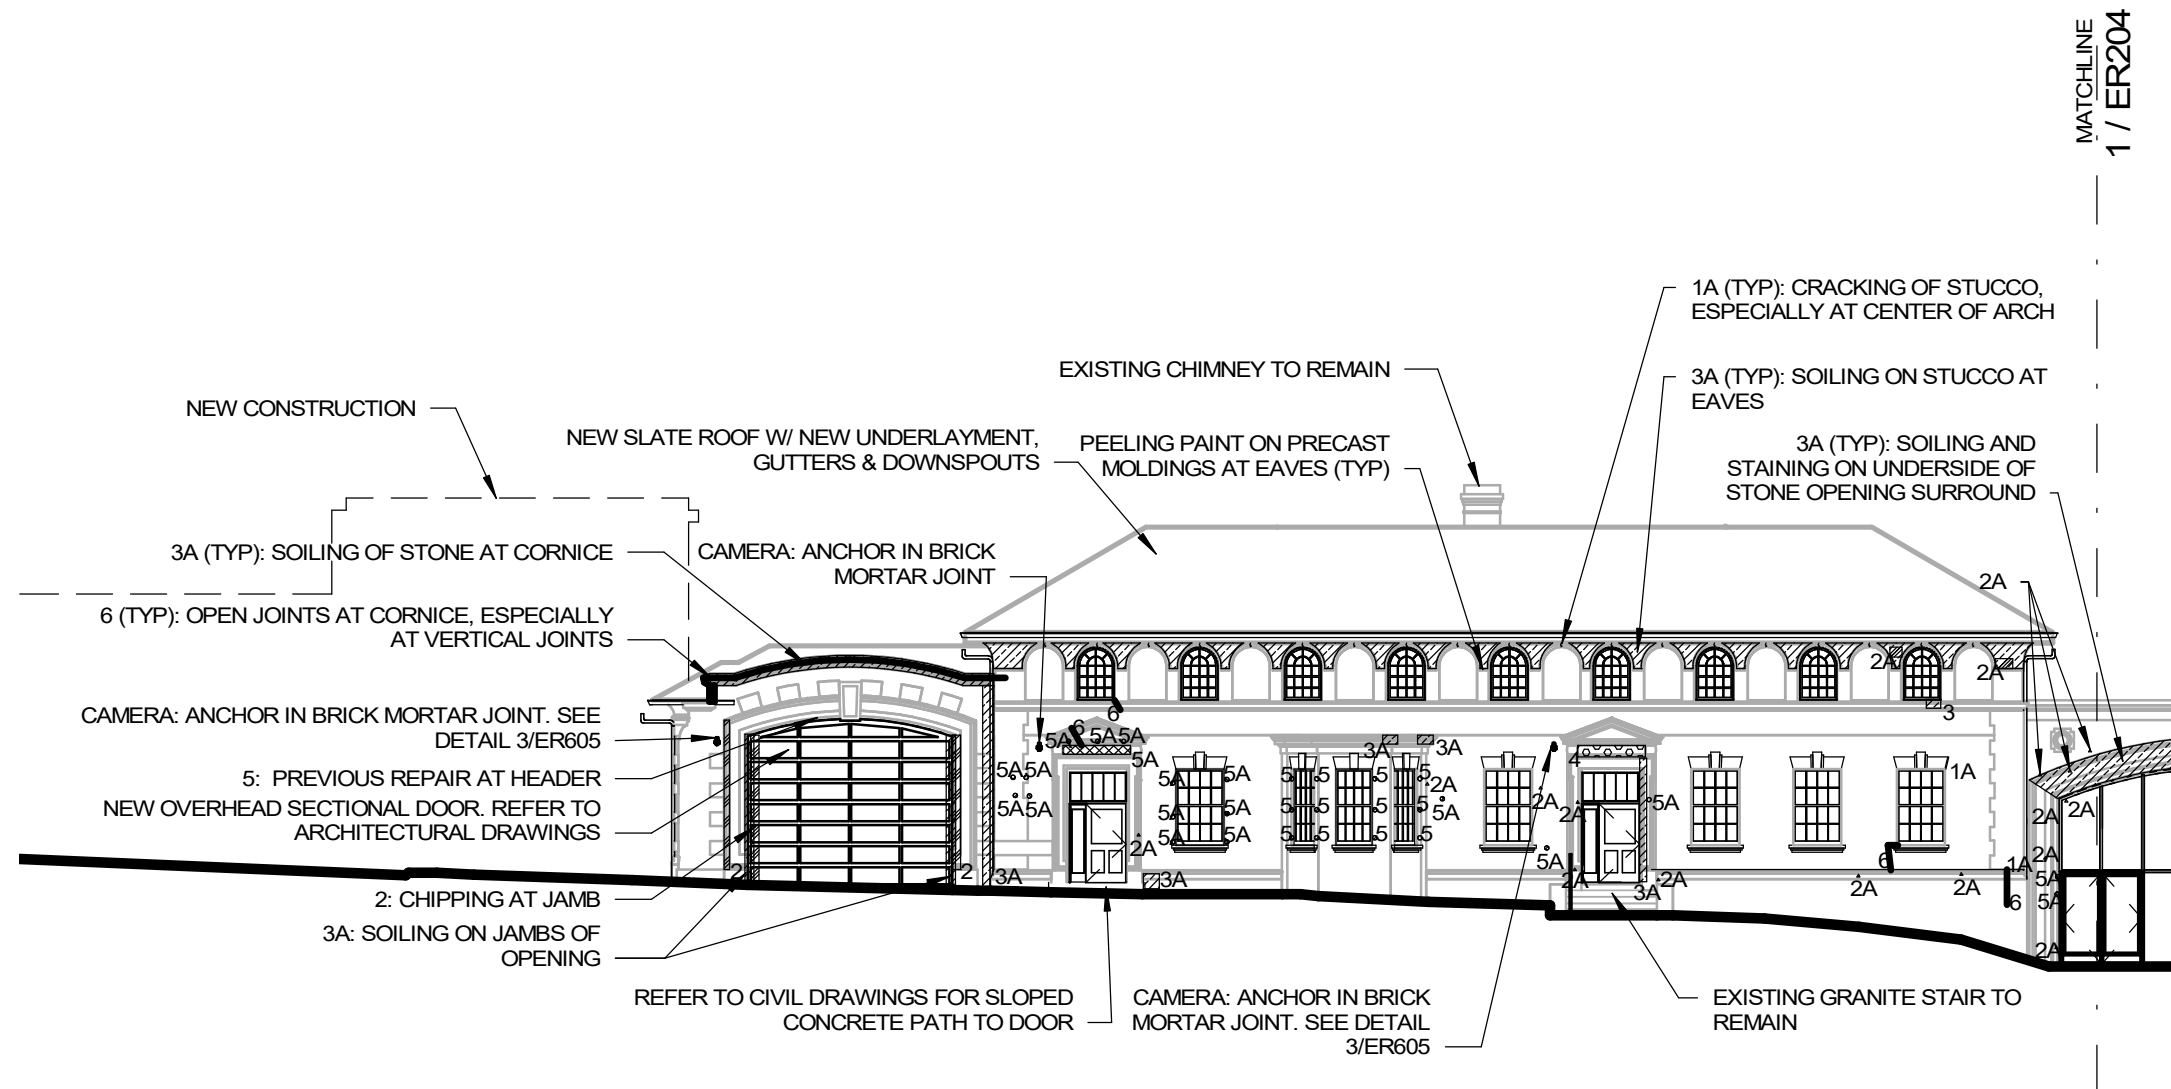 MATCHLINE
1 / ER204
1A (TYP): CRACKING OF STUCCO,
ESPECIALLY AT CENTER OF ARCH
EXISTING CHIMNEY TO REMAIN
3A (TYP): SOILING ON STUCCO AT
EAVES
NEW CONSTRUCTION
NEW SLATE ROOF W/ NEW UNDERLAYMENT,
GUTTERS & DOWNSPOUTS
PEELING PAINT ON PRECAST
MOLDINGS AT EAVES (TYP)
3A (TYP): SOILING AND
STAINING ON UNDERSIDE OF
STONE OPENING SURROUND
3A (TYP): SOILING OF STONE AT CORNICE
CAMERA: ANCHOR IN BRICK
MORTAR JOINT
2A
6 (TYP): OPEN JOINTS AT CORNICE, ESPECIALLY
AT VERTICAL JOINTS
2A
2A
CAMERA: ANCHOR IN BRICK MORTAR JOINT. SEE
DETAIL 3/ER605
6
3
6
5A 5A 5A
5A
3A
3A
4
5: PREVIOUS REPAIR AT HEADER
5A 5A
5A
5A
5 5 5 5
2A
1A
NEW OVERHEAD SECTIONAL DOOR. REFER TO
ARCHITECTURAL DRAWINGS
5A 5A
5A
5A
5 5 5 5
5A
2A
2A
5A
2A
2A
2A
5A
5A
5 5 5 5
5A
6
2A
1A
2
2
3A
3A
2A
3A
2A
2A
2A
5A
2: CHIPPING AT JAMB
6
5A
3A: SOILING ON JAMBS OF
OPENING
2A
REFER TO CIVIL DRAWINGS FOR SLOPED
CONCRETE PATH TO DOOR
CAMERA: ANCHOR IN BRICK
MORTAR JOINT. SEE DETAIL
3/ER605
EXISTING GRANITE STAIR TO
REMAIN